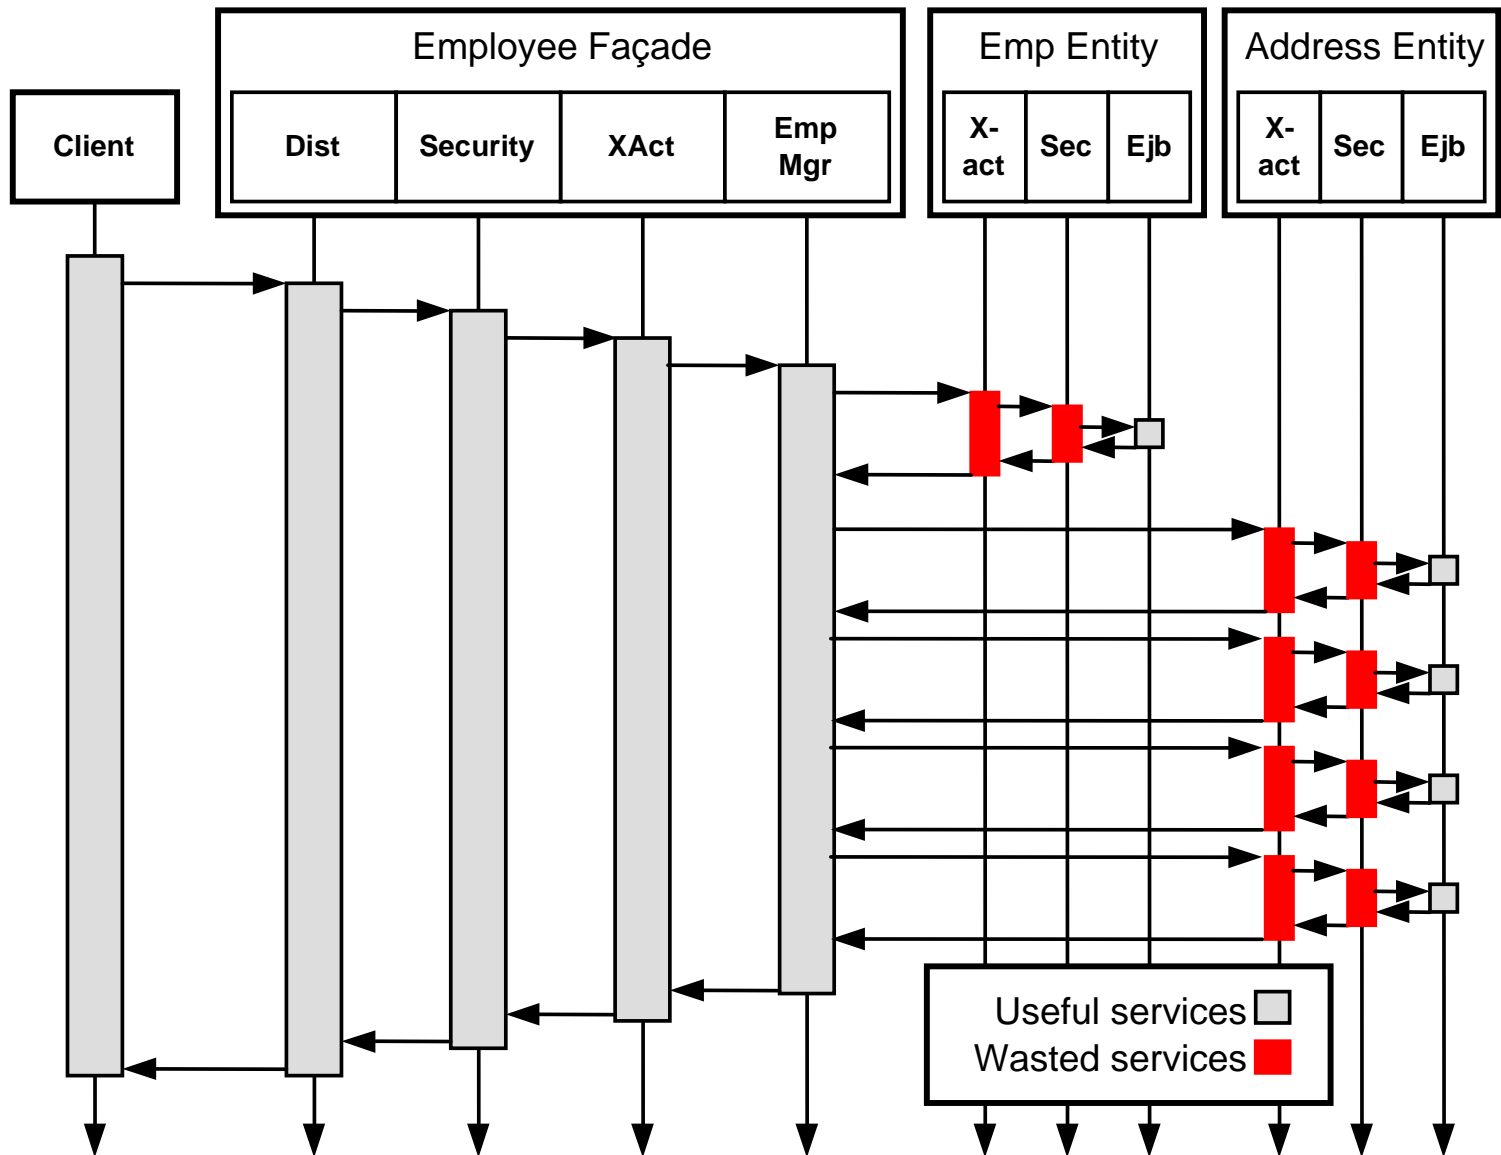 Employee Façade
Emp Entity
Address Entity
Client
Dist
Security
XAct
Emp
Mgr
X-
act
Sec
Ejb
X-
act
Sec
Ejb
Useful services
Wasted services